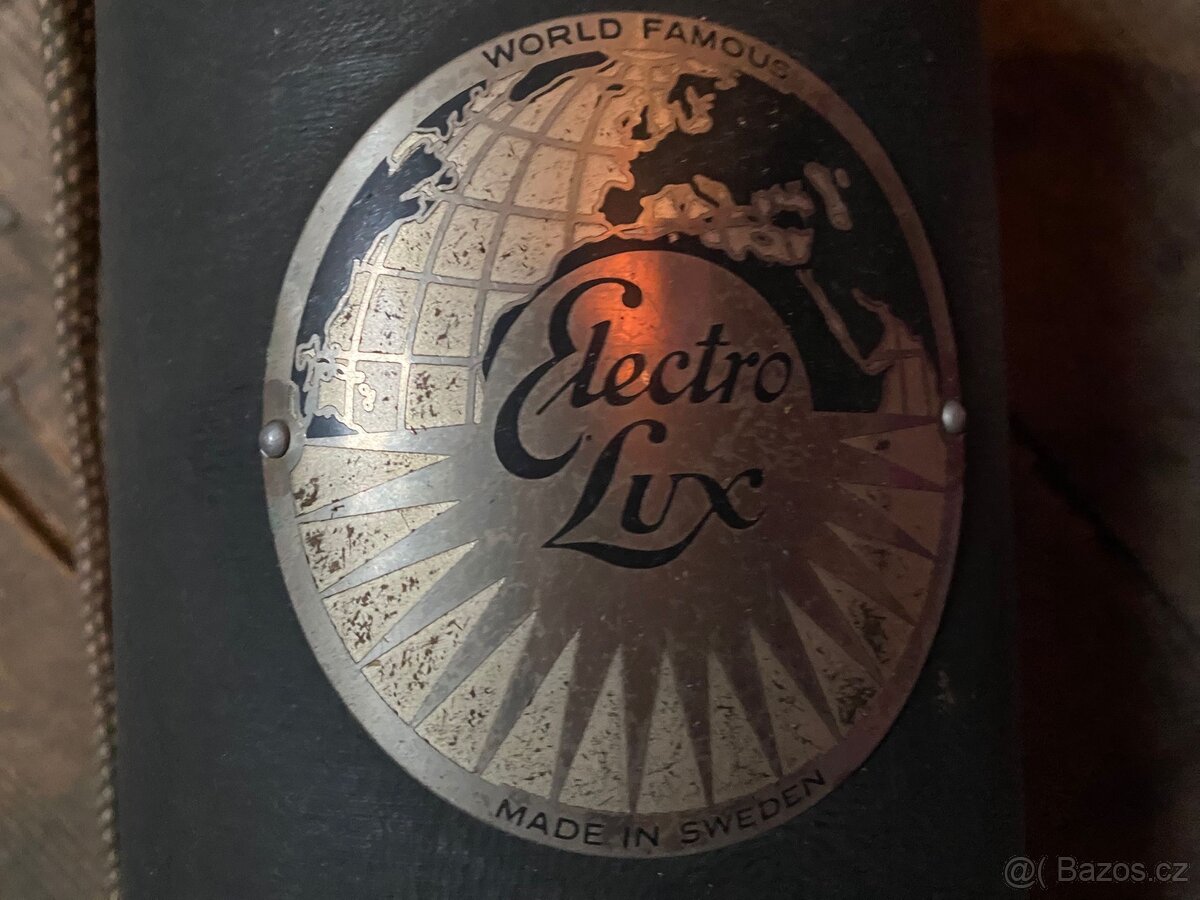 WORLD FAMOUS
Electro
Lux
MADE IN SWEDEN
@( Bazos.cz